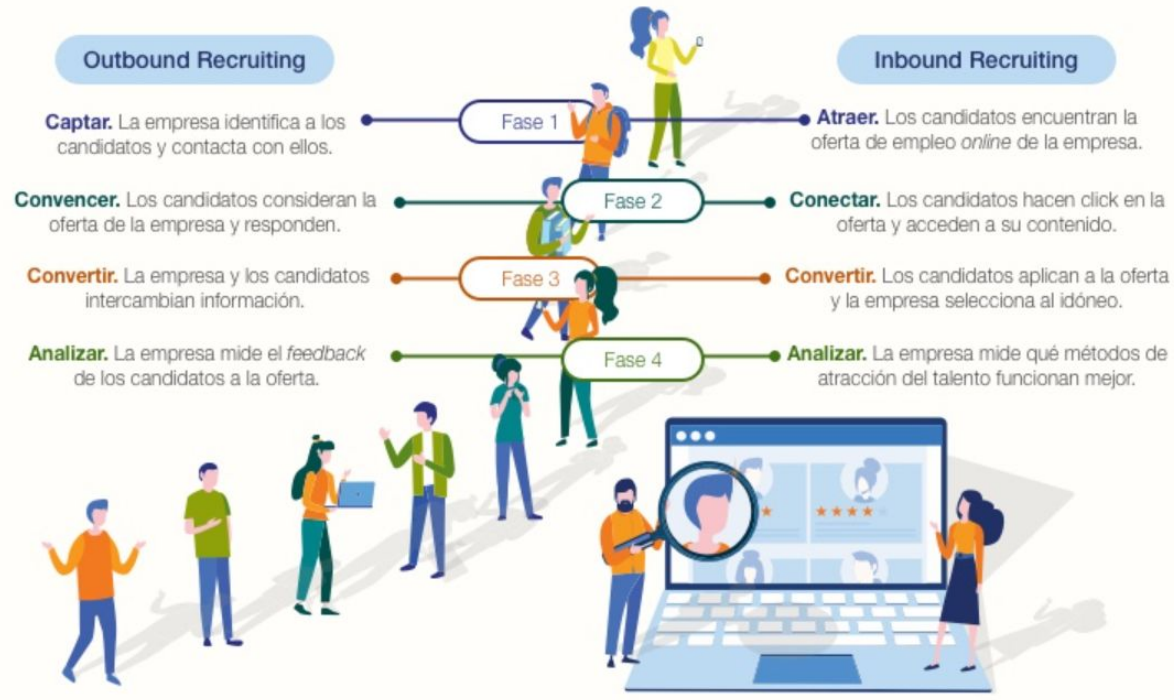 Outbound Recruiting
Captar. La empresa identifica a los
candidatos y contacta con ellos.
Convencer. Los candidatos consideran la
oferta de la empresa y responden.
Convertir. La empresa y los candidatos
intercambian información.
Analizar. La empresa mide el feedback
de los candidatos a la oferta.
Fase 1
Fase 2
Fase 3
Fase 4
Inbound Recruiting
Atraer. Los candidatos encuentran la
oferta de empleo online de la empresa.
Conectar. Los candidatos hacen click en la
oferta y acceden a su contenido.
Convertir. Los candidatos aplican a la oferta
y la empresa selecciona al idóneo.
Analizar. La empresa mide qué métodos de
atracción del talento funcionan mejor.